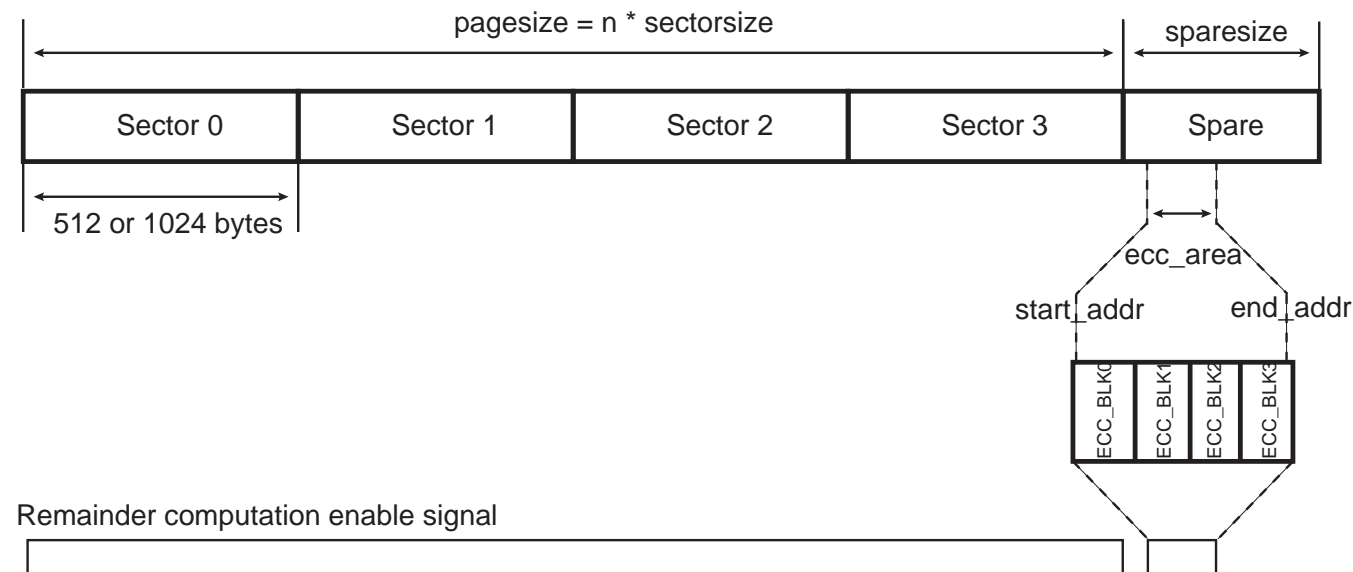 pagesize = n * sectorsize
sparesize
Sector 0
Sector 1
Sector 2
Sector 3
Spare
512 or 1024 bytes
ecc_area
start_addr
end_addr
ECC_BLK0
ECC_BLK1
ECC_BLK2
ECC_BLK3
Remainder computation enable signal